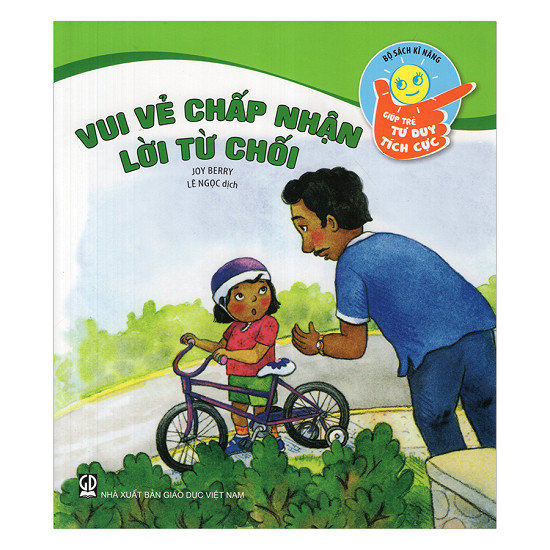 BỘ SÁCH KĨ NĂNG
GIÚP TRẺ
TƯ DUY
TÍCH CỰC
VUI VẺ CHẤP NHẬN
LỜI TỪ CHỐI
JOY BERRY
LÊ NGỌC dịch
GD
NHÀ XUẤT BẢN GIÁO DỤC VIỆT NAM